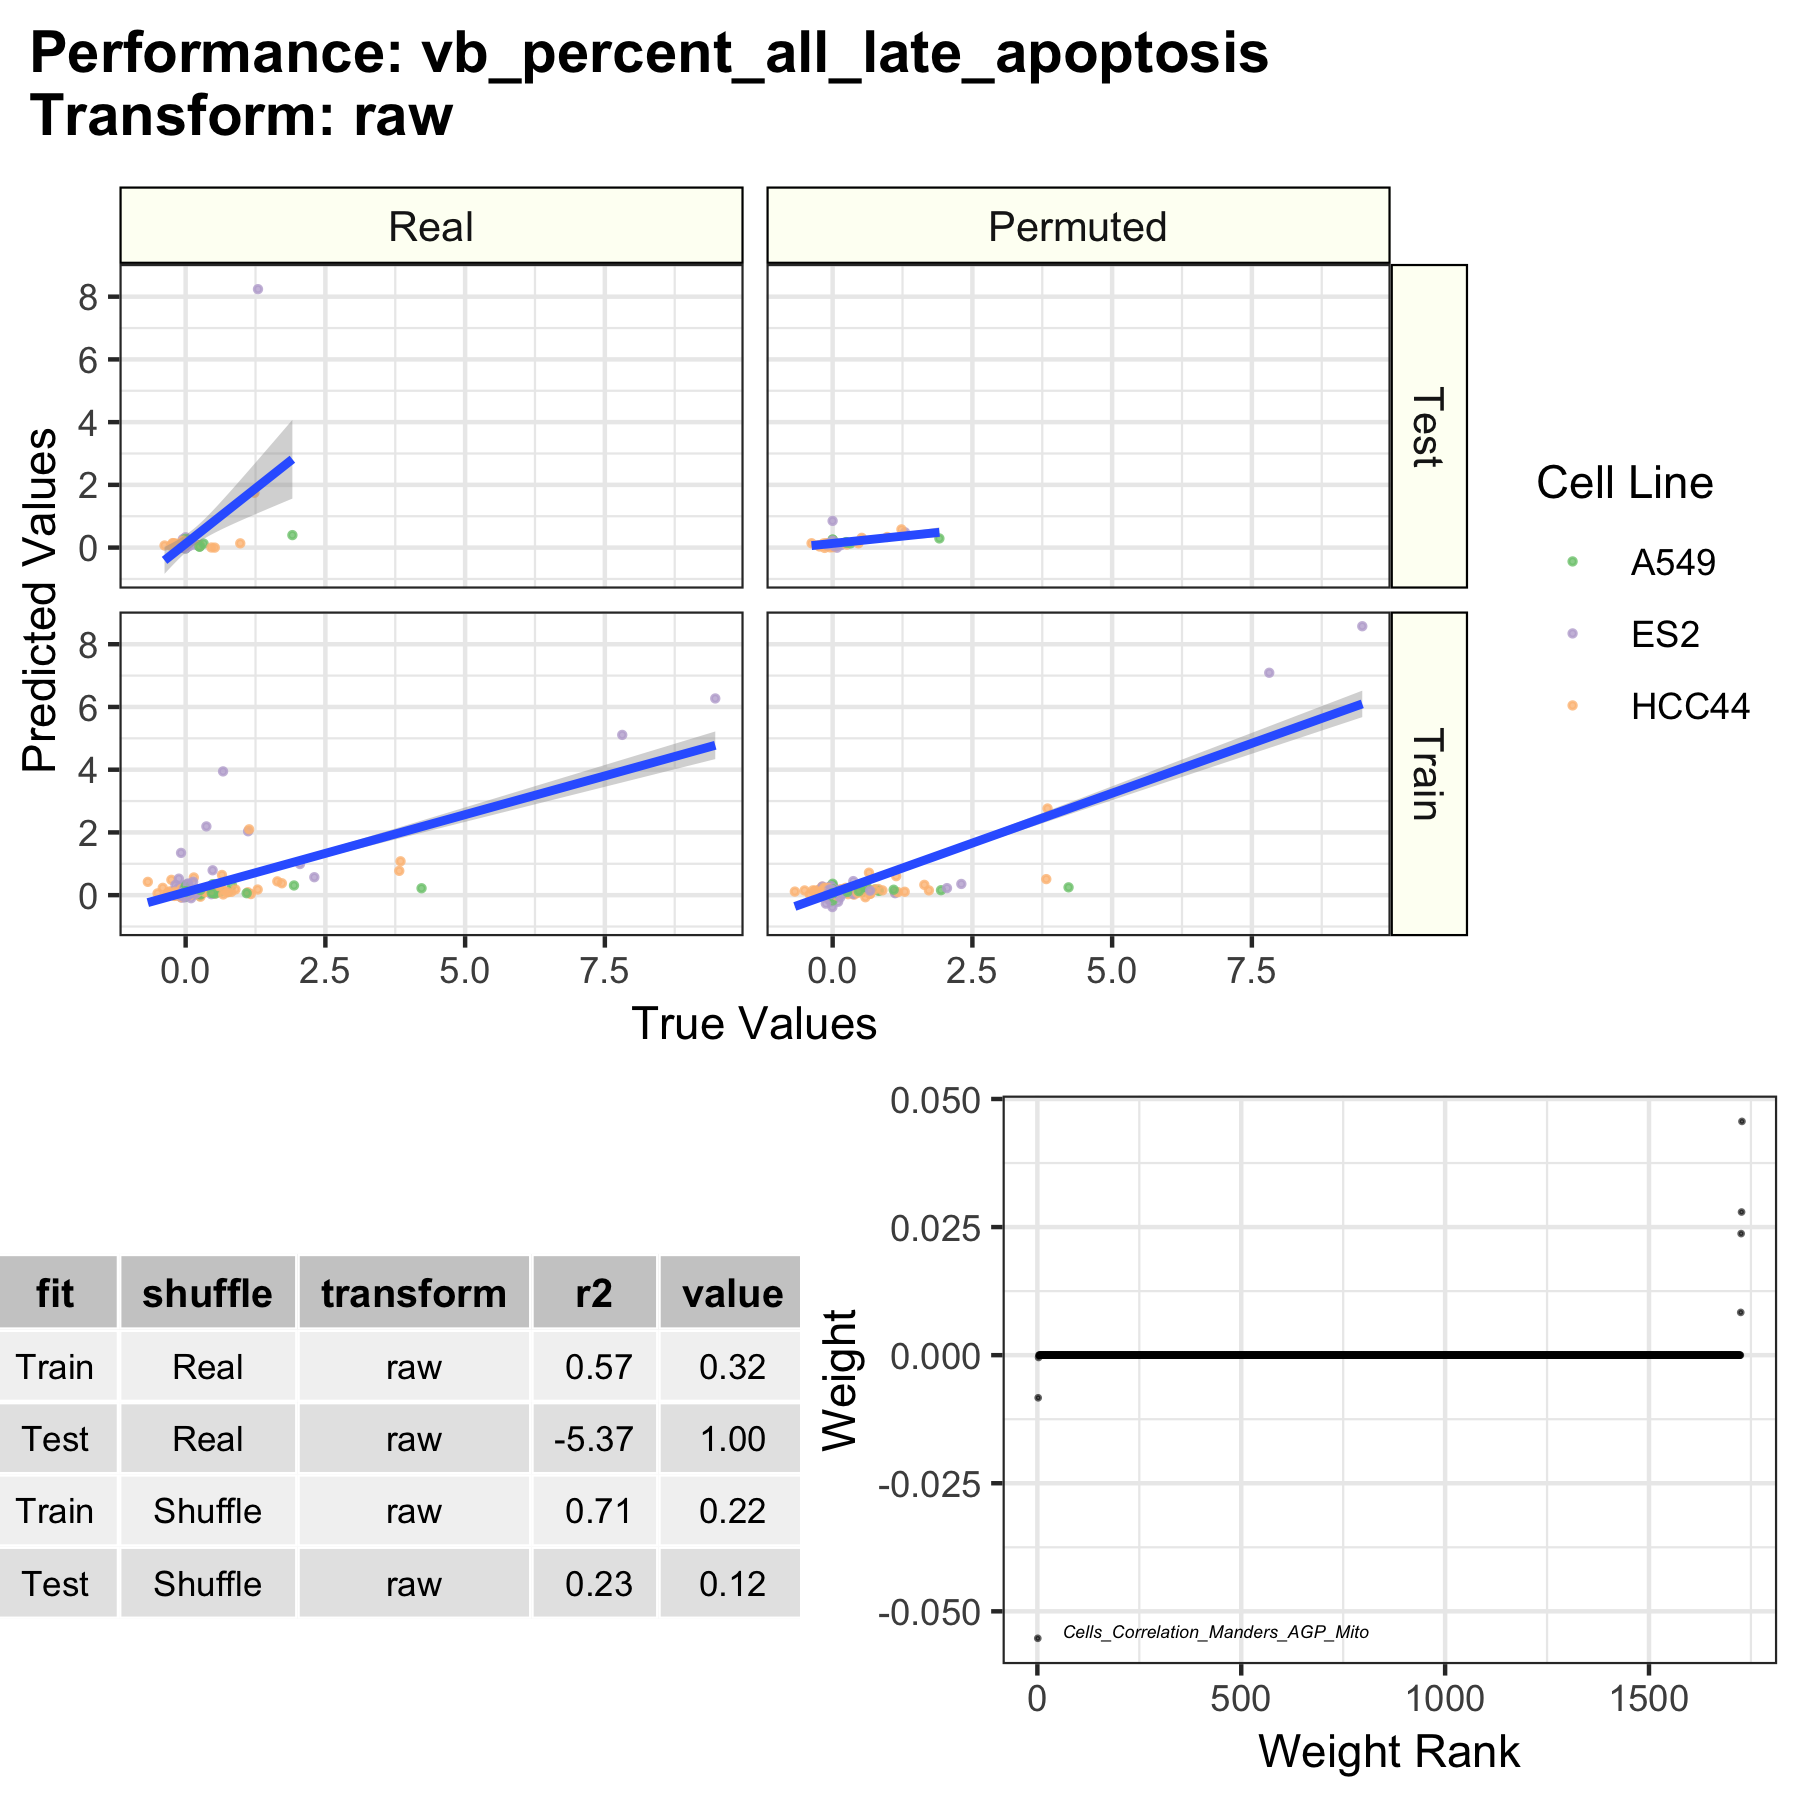 Performance: vb_percent_all_late_apoptosis
Transform: raw
Real
Permuted
8
6
4
2
0
Test
8
6
4
2
0
Train
Predicted Values
0.0
2.5
5.0
7.5
0.0
2.5
5.0
7.5
True Values
Cell Line
A549
ES2
HCC44
fit shuffle transform r2 value
Train Real raw 0.57 0.32
Test Real raw -5.37 1.00
Train Shuffle raw 0.71 0.22
Test Shuffle raw 0.23 0.12
0.050
0.025
0.000
-0.025
-0.050
Weight
Cells_Correlation_Manders_AGP_Mito
0
500
1000
1500
Weight Rank